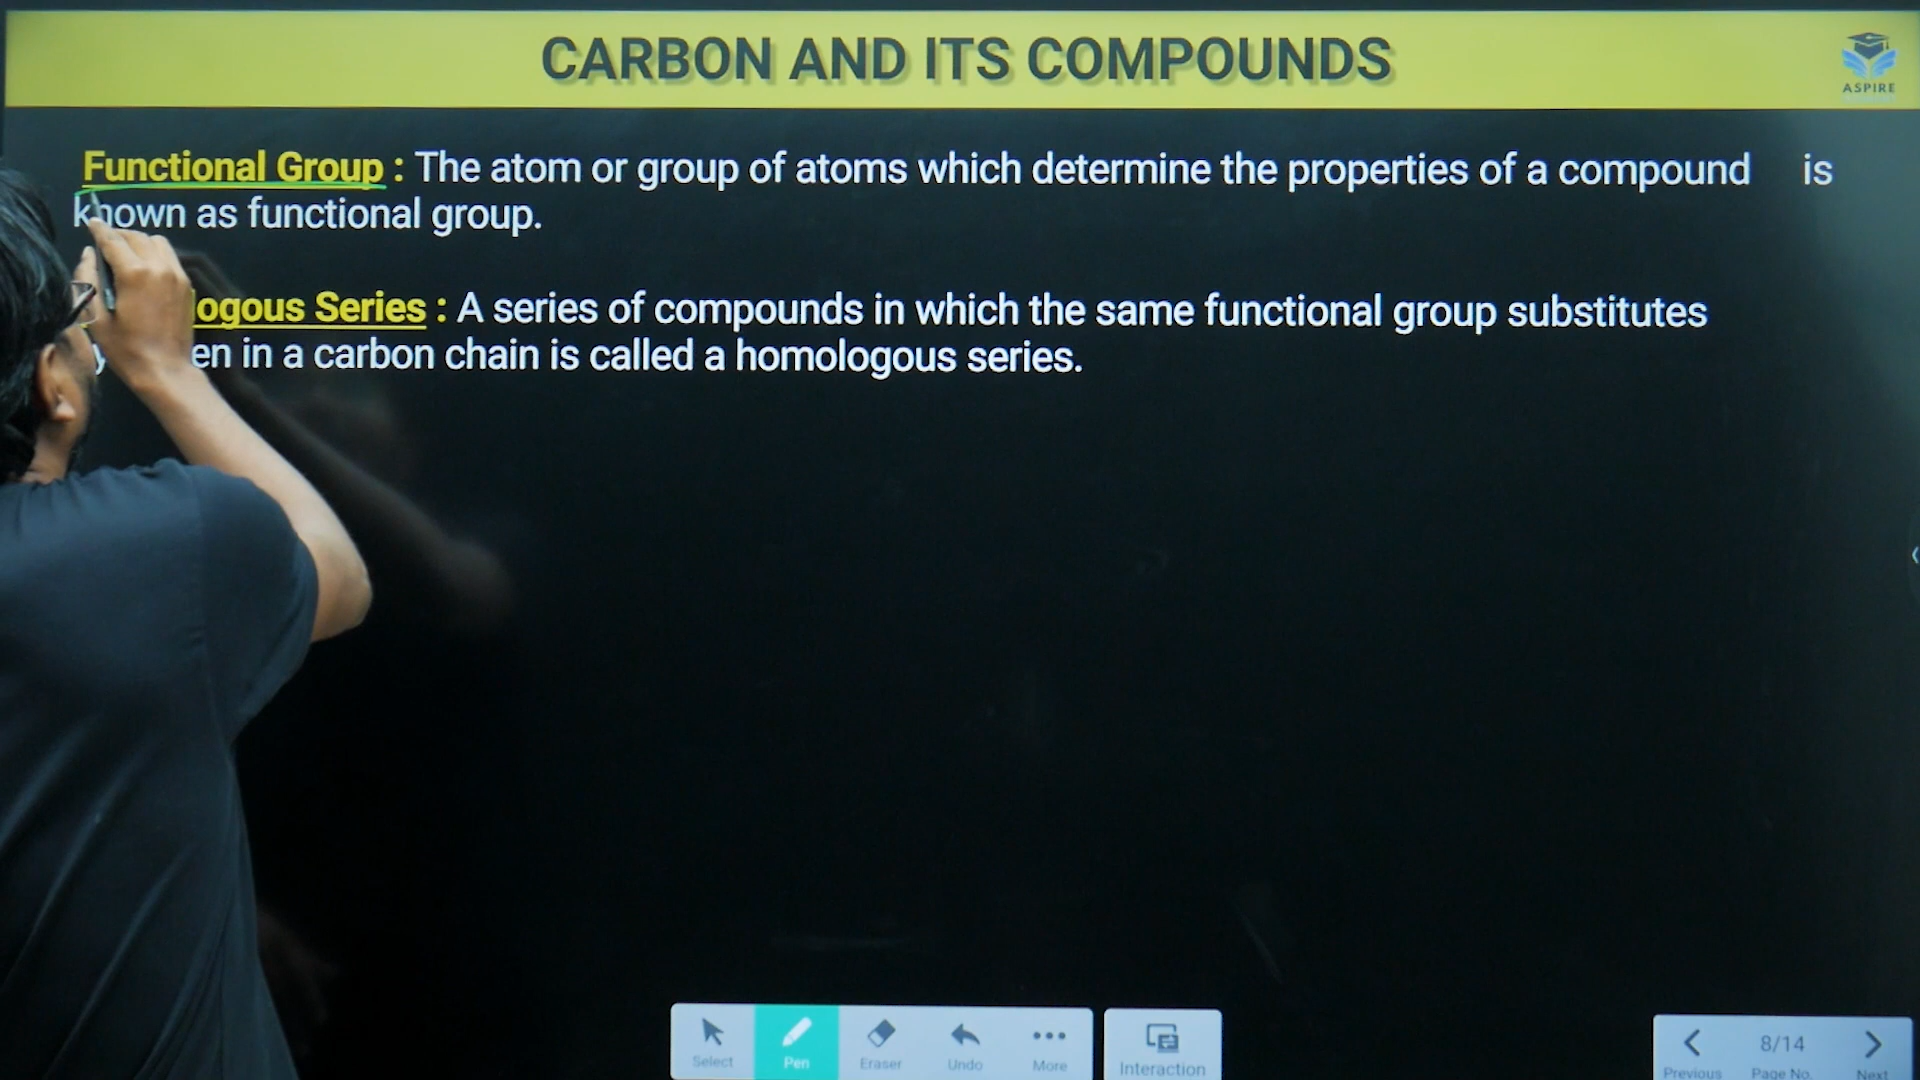 CARBON AND ITS COMPOUNDS
ASPIRE
Functional Group : The atom or group of atoms which determine the properties of a compound is
known as functional group.
logous Series : A series of compounds in which the same functional group substitutes
en in a carbon chain is called a homologous series.
Select Pen Eraser Undo More Interaction
8/14
Previous Page No. Next